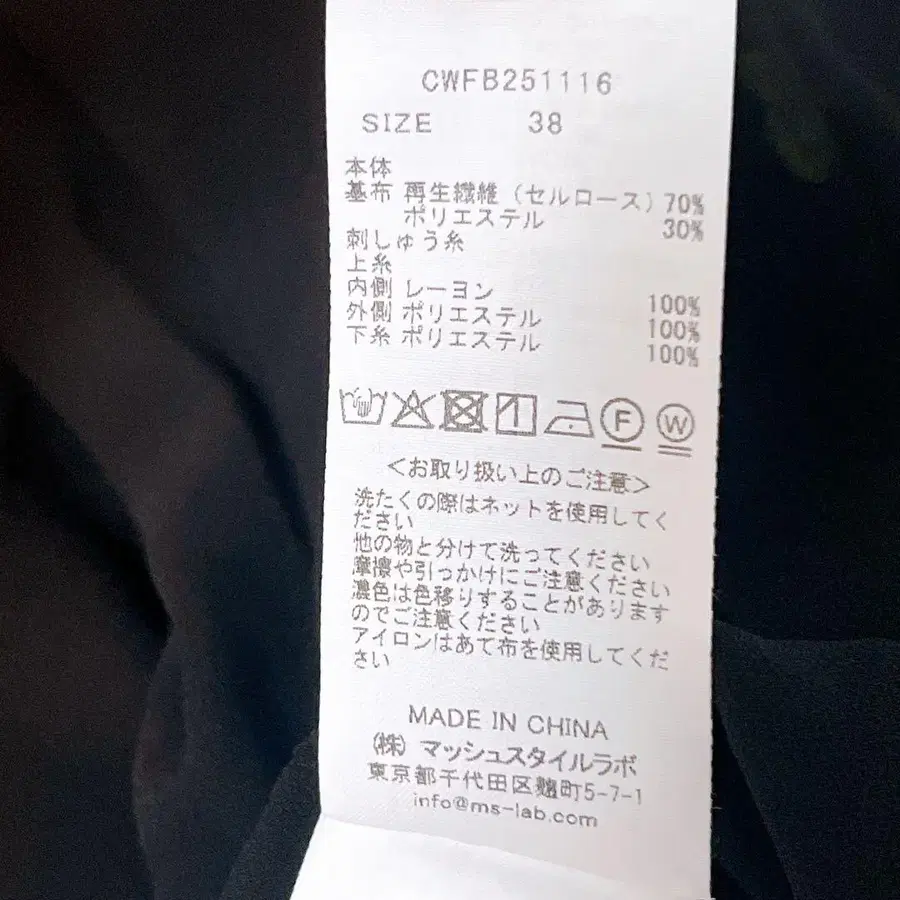 CWFB251116
SIZE 38
本体
基布 再生繊維(セルロース) 70%
ポリエステル 30%
刺しゅう糸
上糸
内側 レーヨン 100%
外側 ポリエステル 100%
下糸 ポリエステル 100%
F W
<お取り扱い上のご注意>
洗たくの際はネットを使用してく
ださい
他の物と分けて洗ってください
摩擦や引っかけにご注意ください
濃色は色移りすることがあります
のでご注意ください
アイロンはあて布を使用してくだ
さい
MADE IN CHINA
(株) マッシュスタイルラボ
東京都千代田区麹町5-7-1
info@ms-lab.com